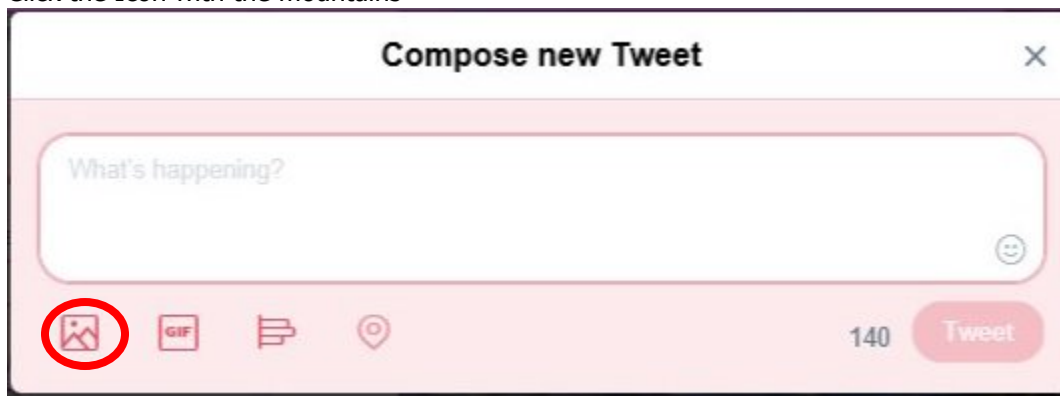 Click the Icon with the Mountains
Compose new Tweet
What's happening?
GIF
140 Tweet